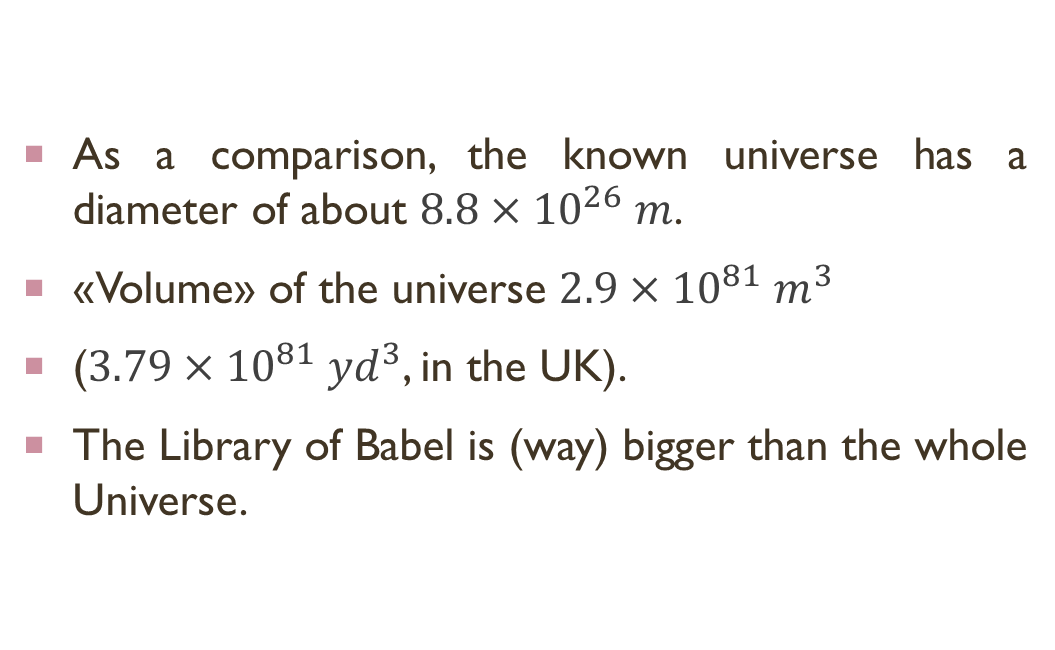 ▪ As a comparison, the known universe has a
diameter of about 8.8 × 10²⁶ m.
▪ «Volume» of the universe 2.9 × 10⁸¹ m³
▪ (3.79 × 10⁸¹ yd³, in the UK).
▪ The Library of Babel is (way) bigger than the whole
Universe.